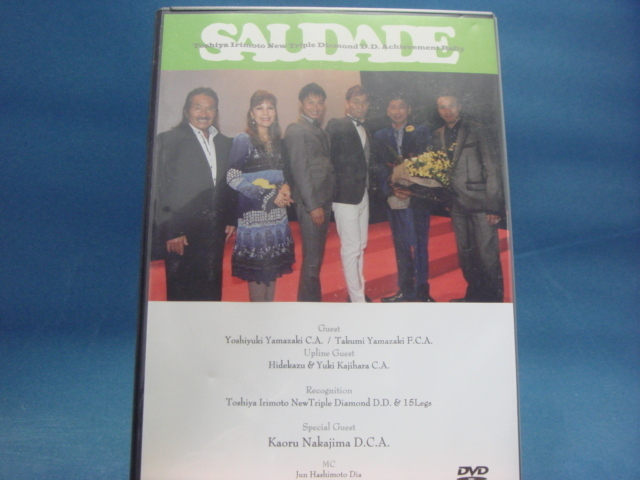 SAUDADE
Toshiya Irimoto New Triple Diamond D.D. Achievement Rally
Guest
Yoshiyuki Yamazaki C.A. / Takumi Yamazaki F.C.A.
Upline Guest
Hidekazu & Yuki Kajihara C.A.
Recognition
Toshiya Irimoto NewTriple Diamond D.D. & 15Legs
Special Guest
Kaoru Nakajima D.C.A.
MC
Jun Hashimoto Dia
DVD